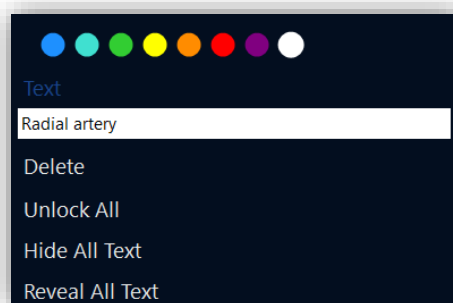 Text
Radial artery
Delete
Unlock All
Hide All Text
Reveal All Text